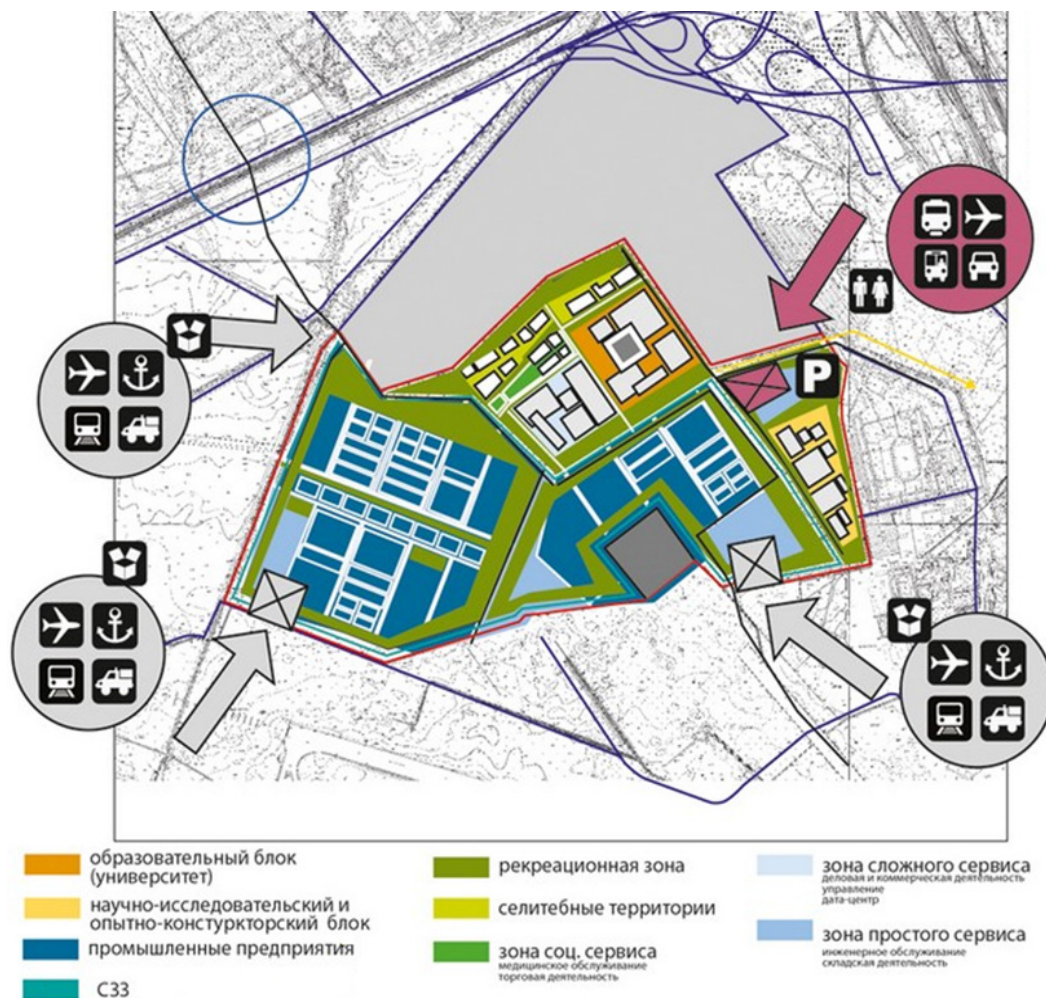 P
образовательный блок
(университет)
научно-исследовательский и
опытно-констуркторский блок
промышленные предприятия
СЗЗ
рекреационная зона
селитебные территории
зона соц. сервиса
медицинское обслуживание
торговая деятельность
зона сложного сервиса
деловая и коммерческая деятельность
управление
дата-центр
зона простого сервиса
инженерное обслуживание
складская деятельность